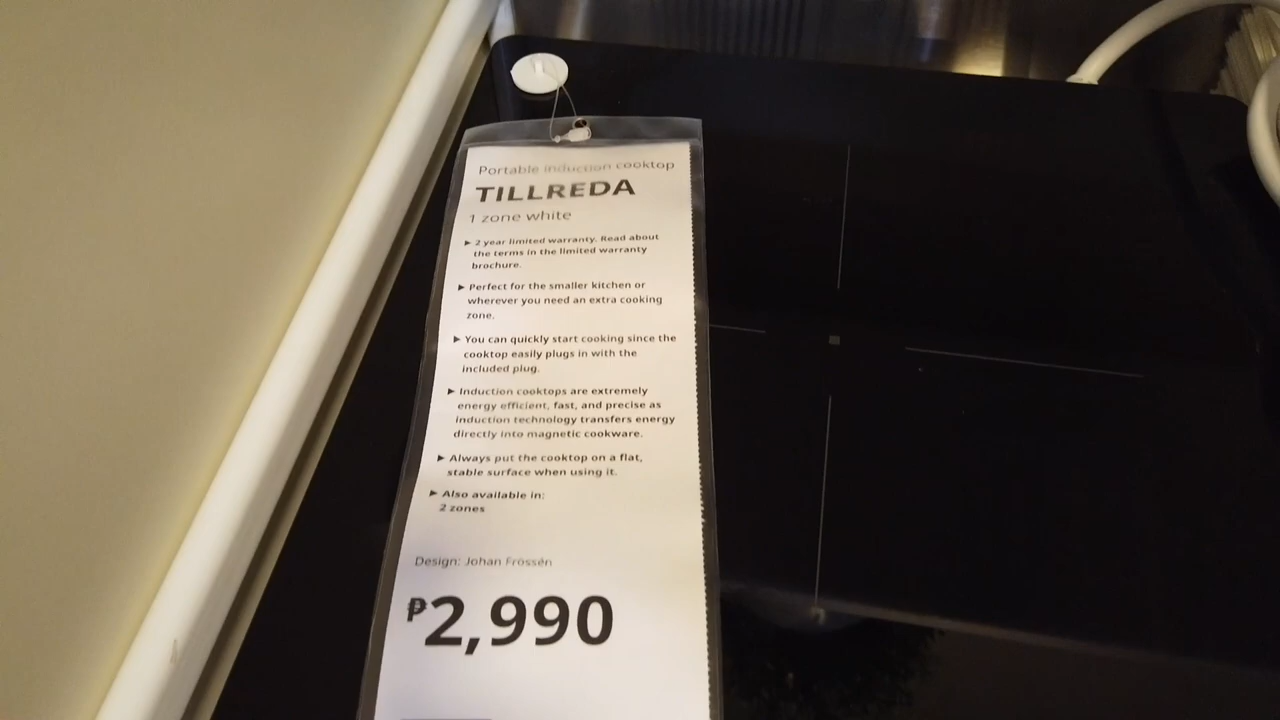 Portable induction cooktop
TILLREDA
1 zone white
▶ 2 year limited warranty. Read about
the terms in the limited warranty
brochure.
▶ Perfect for the smaller kitchen or
wherever you need an extra cooking
zone.
▶ You can quickly start cooking since the
cooktop easily plugs in with the
included plug.
▶ Induction cooktops are extremely
energy efficient, fast, and precise as
induction technology transfers energy
directly into magnetic cookware.
▶ Always put the cooktop on a flat,
stable surface when using it.
▶ Also available in:
2 zones
Design: Johan Frossén
₱2,990